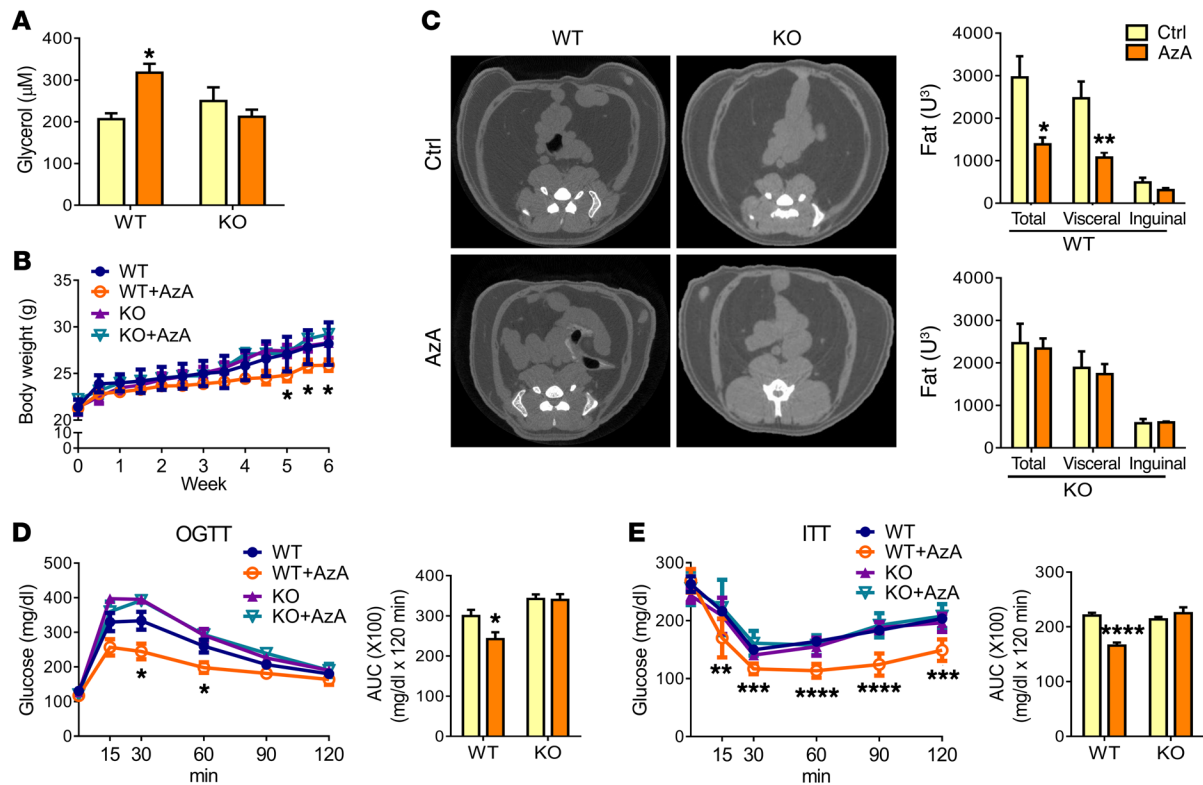 A
Glycerol (µM)
400
300
200
100
0
*
WT
KO
B
Body weight (g)
35
30
25
20
10
0
WT
WT+AzA
KO
KO+AzA
* * *
0 1 2 3 4 5 6
Week
C
WT
KO
Ctrl
AzA
Ctrl
AzA
Fat (U³)
4000
3000
2000
1000
0
*
**
Total Visceral Inguinal
WT
Fat (U³)
4000
3000
2000
1000
0
Total Visceral Inguinal
KO
D
OGTT
Glucose (mg/dl)
500
400
300
200
100
0
WT
WT+AzA
KO
KO+AzA
* *
15 30 60 90 120
min
AUC (X100)
(mg/dl x 120 min)
400
300
200
100
0
*
WT KO
E
ITT
Glucose (mg/dl)
300
200
100
0
WT
WT+AzA
KO
KO+AzA
** *** **** **** ***
15 30 60 90 120
min
AUC (X100)
(mg/dl x 120 min)
300
200
100
0
****
WT KO